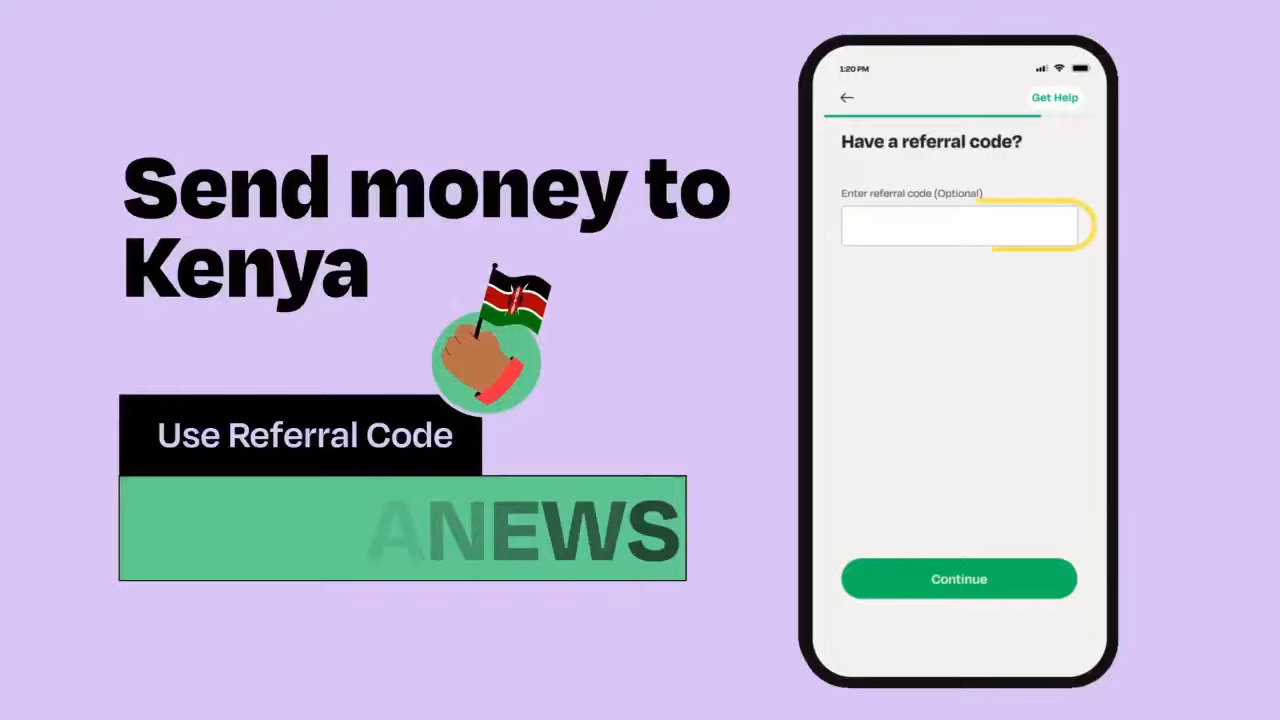 Send money to
Kenya
Use Referral Code
ANEWS
1:20 PM
Get Help
Have a referral code?
Enter referral code (Optional)
Continue